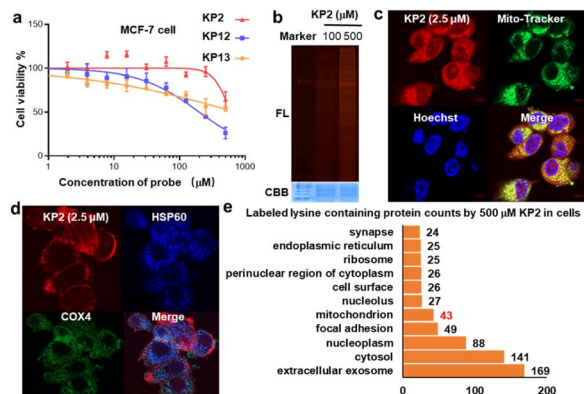 a
MCF-7 cell
KP2
KP12
KP13
Cell viability %
150
100
50
0
1
10
100
1000
Concentration of probe (μM)
b
KP2 (μM)
Marker 100 500
FL
CBB
c
KP2 (2.5 μM)
Mito-Tracker
Hoechst
Merge
d
KP2 (2.5 μM)
HSP60
COX4
Merge
e
Labeled lysine containing protein counts by 500 μM KP2 in cells
synapse 24
endoplasmic reticulum 25
ribosome 25
perinuclear region of cytoplasm 26
cell surface 26
nucleolus 27
mitochondrion 43
focal adhesion 49
nucleoplasm 88
cytosol 141
extracellular exosome 169
0 100 200